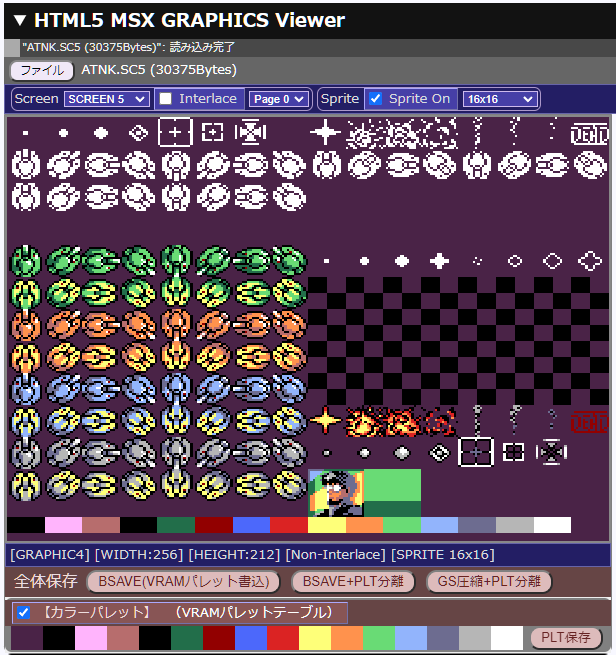 ▼ HTML5 MSX GRAPHICS Viewer
"ATNK.SC5 (30375Bytes)": 読み込み完了
ファイル ATNK.SC5 (30375Bytes)
Screen SCREEN 5 Interlace Page 0 Sprite Sprite On 16x16
[GRAPHIC4] [WIDTH:256] [HEIGHT:212] [Non-Interlace] [SPRITE 16x16]
全体保存 BSAVE(VRAMパレット書込) BSAVE+PLT分離 GS圧縮+PLT分離
【カラーパレット】 （VRAMパレットテーブル）
PLT保存